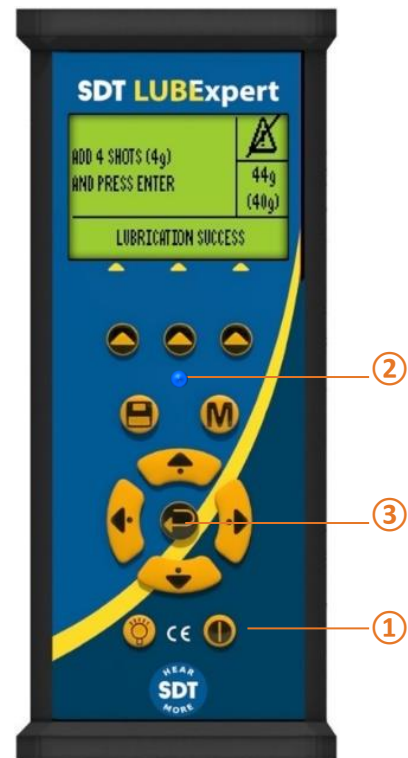 SDT LUBExpert
ADD 4 SHOTS (4g)
AND PRESS ENTER
44g
(40g)
LUBRICATION SUCCESS
②
M
③
CE
①
HEAR
SDT
MORE